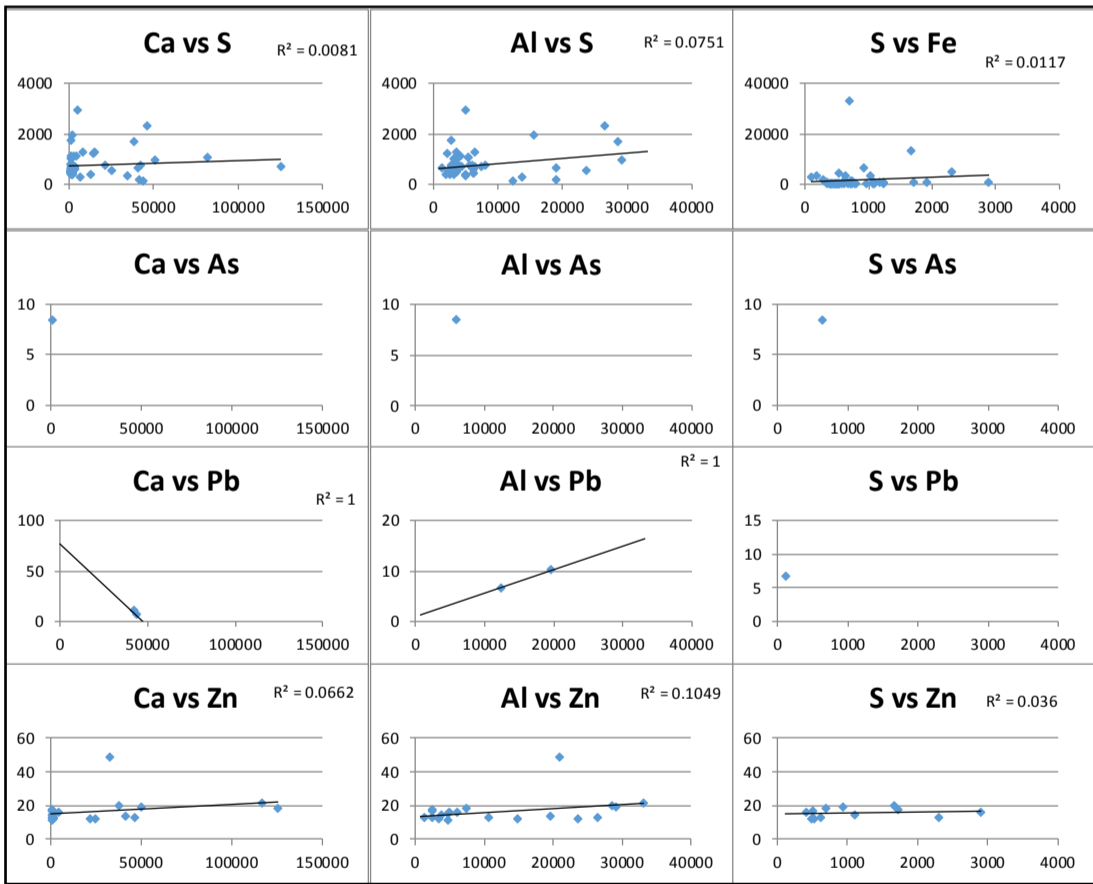 Ca vs S
R² = 0.0081
4000
2000
0
0 50000 100000 150000
Al vs S
R² = 0.0751
4000
2000
0
0 10000 20000 30000 40000
S vs Fe
R² = 0.0117
40000
20000
0
0 1000 2000 3000 4000
Ca vs As
10
5
0
0 50000 100000 150000
Al vs As
10
5
0
0 10000 20000 30000 40000
S vs As
10
5
0
0 1000 2000 3000 4000
Ca vs Pb
R² = 1
100
50
0
0 50000 100000 150000
Al vs Pb
R² = 1
20
10
0
0 10000 20000 30000 40000
S vs Pb
15
10
5
0
0 1000 2000 3000 4000
Ca vs Zn
R² = 0.0662
60
40
20
0
0 50000 100000 150000
Al vs Zn
R² = 0.1049
60
40
20
0
0 10000 20000 30000 40000
S vs Zn
R² = 0.036
60
40
20
0
0 1000 2000 3000 4000